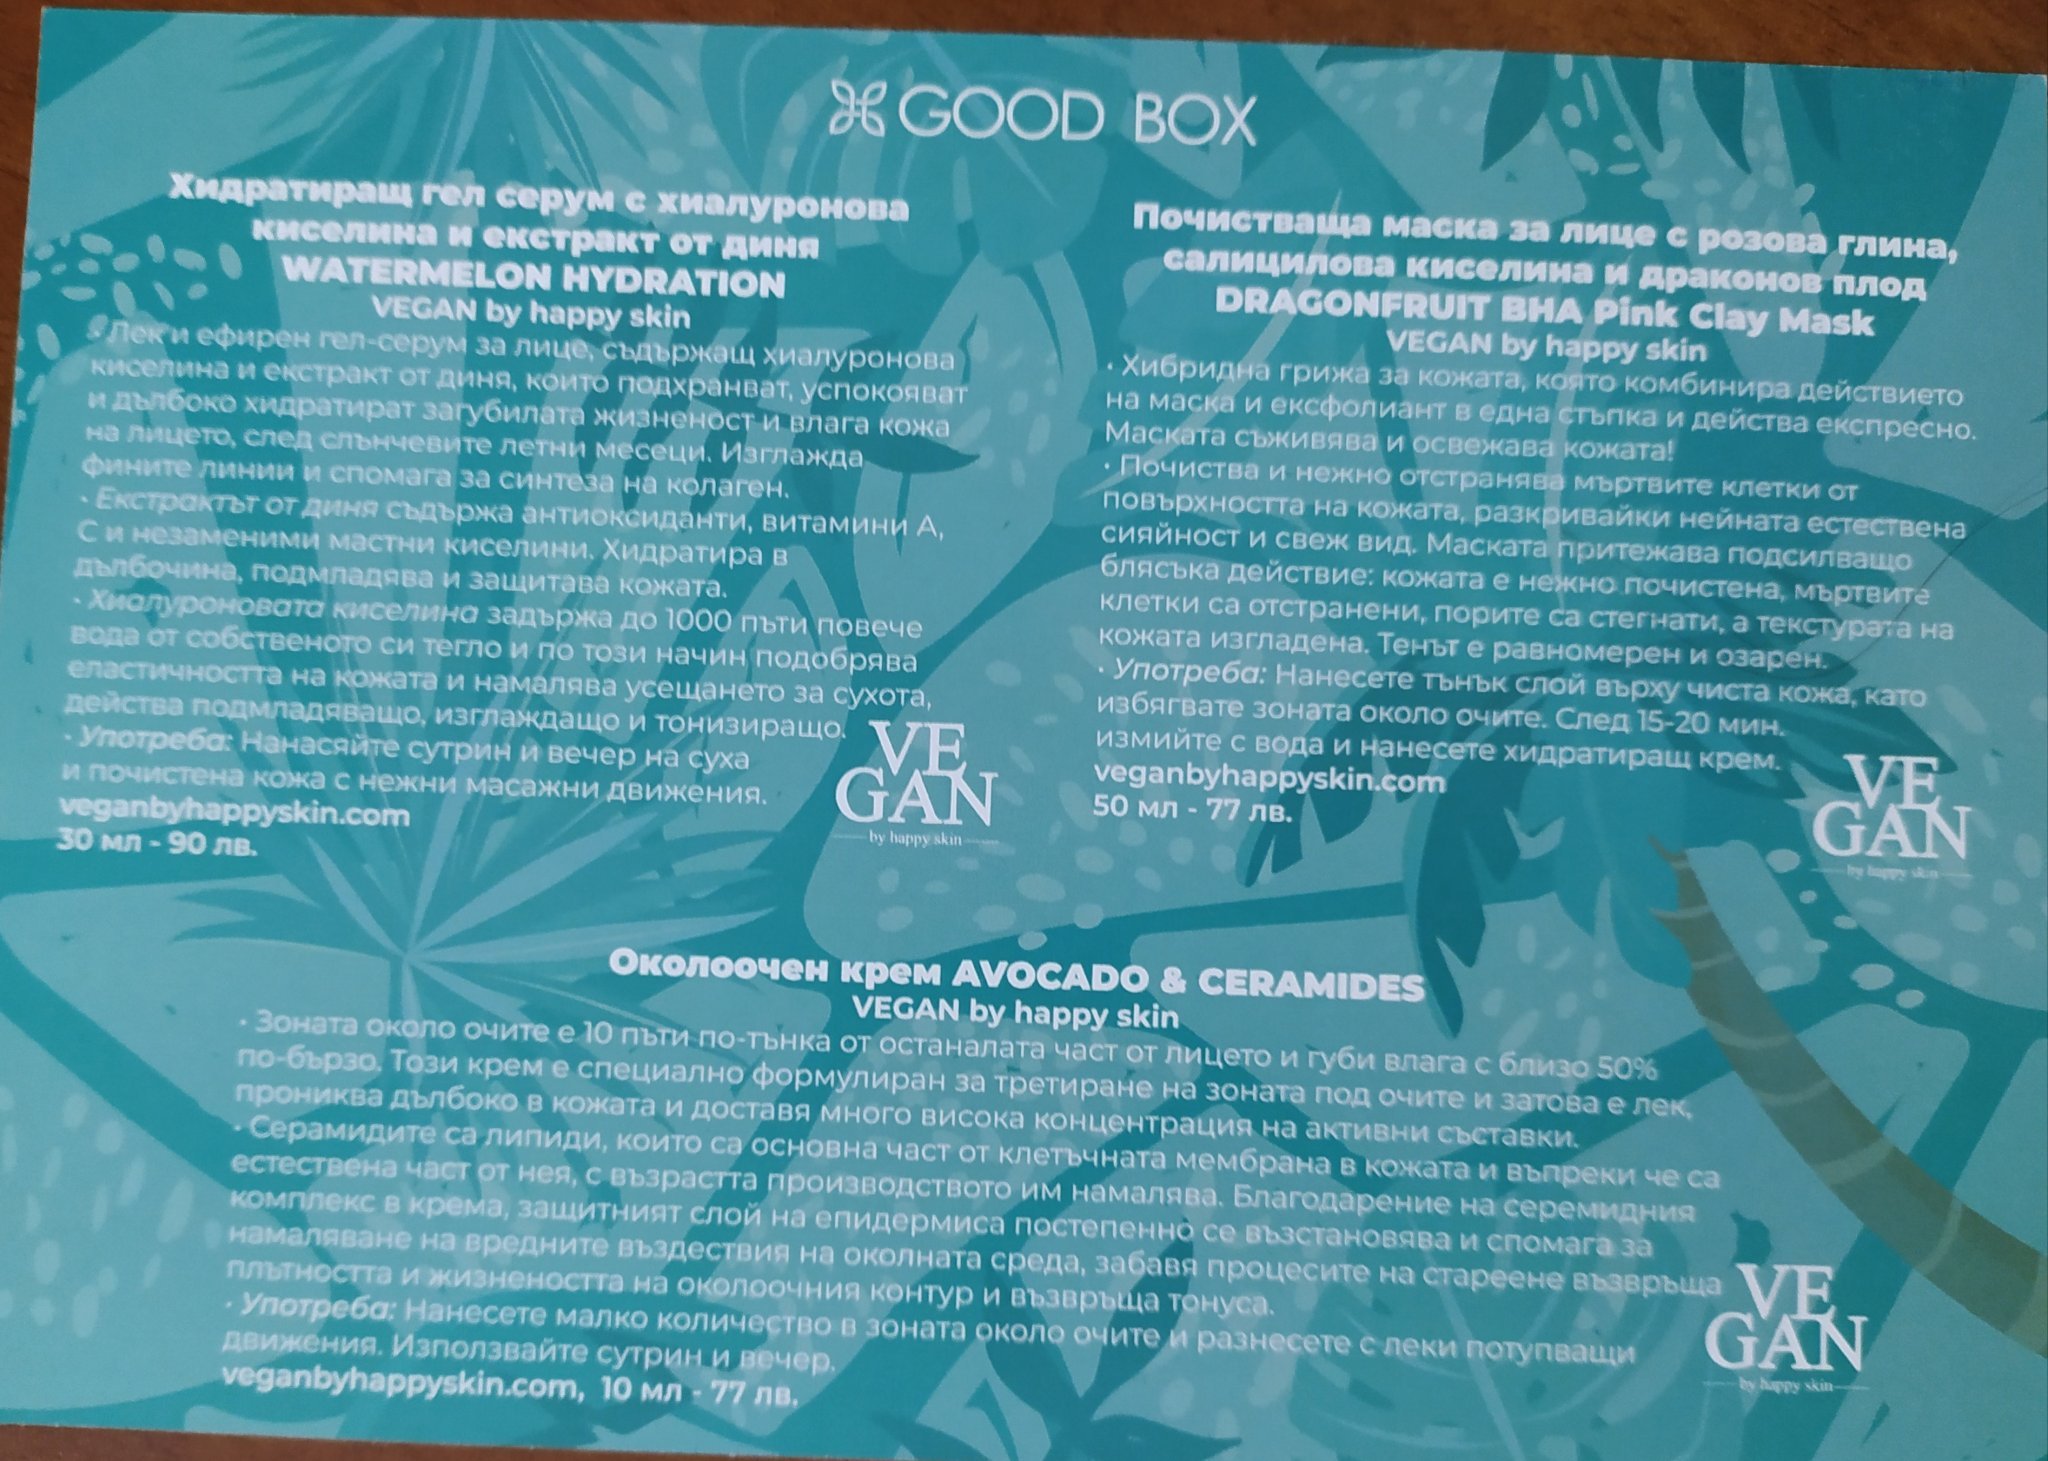 GOOD BOX
Хидратиращ гел серум с хиалуронова
киселина и екстракт от диня
WATERMELON HYDRATION
VEGAN by happy skin
• Лек и ефирен гел-серум за лице, съдържащ хиалуронова
киселина и екстракт от диня, които подхранват, успокояват
и дълбоко хидратират загубилата жизненост и влага кожа
на лицето, след слънчевите летни месеци. Изглажда
фините линии и спомага за синтеза на колаген.
• Екстрактът от диня съдържа антиоксиданти, витамини А,
С и незаменими мастни киселини. Хидратира в
дълбочина, подмладява и защитава кожата.
• Хиалуроновата киселина задържа до 1000 пъти повече
вода от собственото си тегло и по този начин подобрява
еластичността на кожата и намалява усещането за сухота,
действа подмладяващо, изглаждащо и тонизиращо.
• Употреба: Нанасяйте сутрин и вечер на суха
и почистена кожа с нежни масажни движения.
veganbyhappyskin.com
30 мл - 90 лв.
VE
GAN
by happy skin
Почистваща маска за лице с розова глина,
салицилова киселина и драконов плод
DRAGONFRUIT BHA Pink Clay Mask
VEGAN by happy skin
• Хибридна грижа за кожата, която комбинира действието
на маска и ексфолиант в една стъпка и действа експресно.
Маската съживява и освежава кожата!
• Почиства и нежно отстранява мъртвите клетки от
повърхността на кожата, разкривайки нейната естествена
сияйност и свеж вид. Маската притежава подсилващо
блясъка действие: кожата е нежно почистена, мъртвите
клетки са отстранени, порите са стегнати, а текстурата на
кожата изгладена. Тенът е равномерен и озарен.
• Употреба: Нанесете тънък слой върху чиста кожа, като
избягвате зоната около очите. След 15-20 мин.
измийте с вода и нанесете хидратиращ крем.
veganbyhappyskin.com
50 мл - 77 лв.
VE
GAN
by happy skin
Околоочен крем AVOCADO & CERAMIDES
VEGAN by happy skin
• Зоната около очите е 10 пъти по-тънка от останалата част от лицето и губи влага с близо 50%
по-бързо. Този крем е специално формулиран за третиране на зоната под очите и затова е лек,
прониква дълбоко в кожата и доставя много висока концентрация на активни съставки.
• Серамидите са липиди, които са основна част от клетъчната мембрана в кожата и въпреки че са
естествена част от нея, с възрастта производството им намалява. Благодарение на серемидния
комплекс в крема, защитният слой на епидермиса постепенно се възстановява и спомага за
намаляване на вредните въздествия на околната среда, забавя процесите на стареене възвръща
плътността и жизнеността на околоочния контур и възвръща тонуса.
• Употреба: Нанесете малко количество в зоната около очите и разнесете с леки потупващи
движения. Използвайте сутрин и вечер.
veganbyhappyskin.com, 10 мл - 77 лв.
VE
GAN
by happy skin